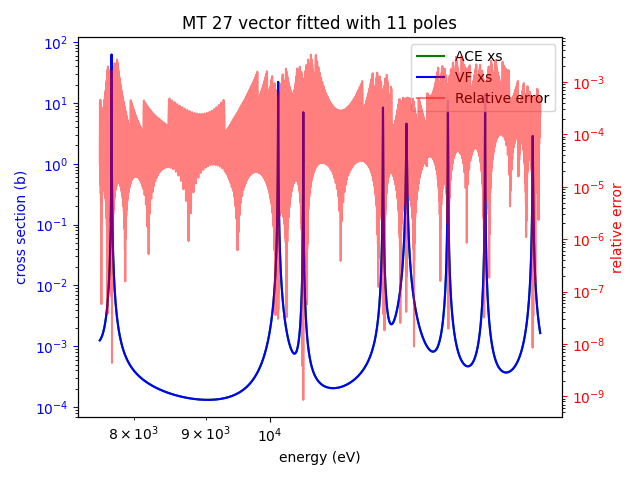 MT 27 vector fitted with 11 poles
ACE xs
VF xs
Relative error
cross section (b)
10²
10¹
10⁰
10⁻¹
10⁻²
10⁻³
10⁻⁴
relative error
10⁻³
10⁻⁴
10⁻⁵
10⁻⁶
10⁻⁷
10⁻⁸
10⁻⁹
8 × 10³ 9 × 10³ 10⁴
energy (eV)